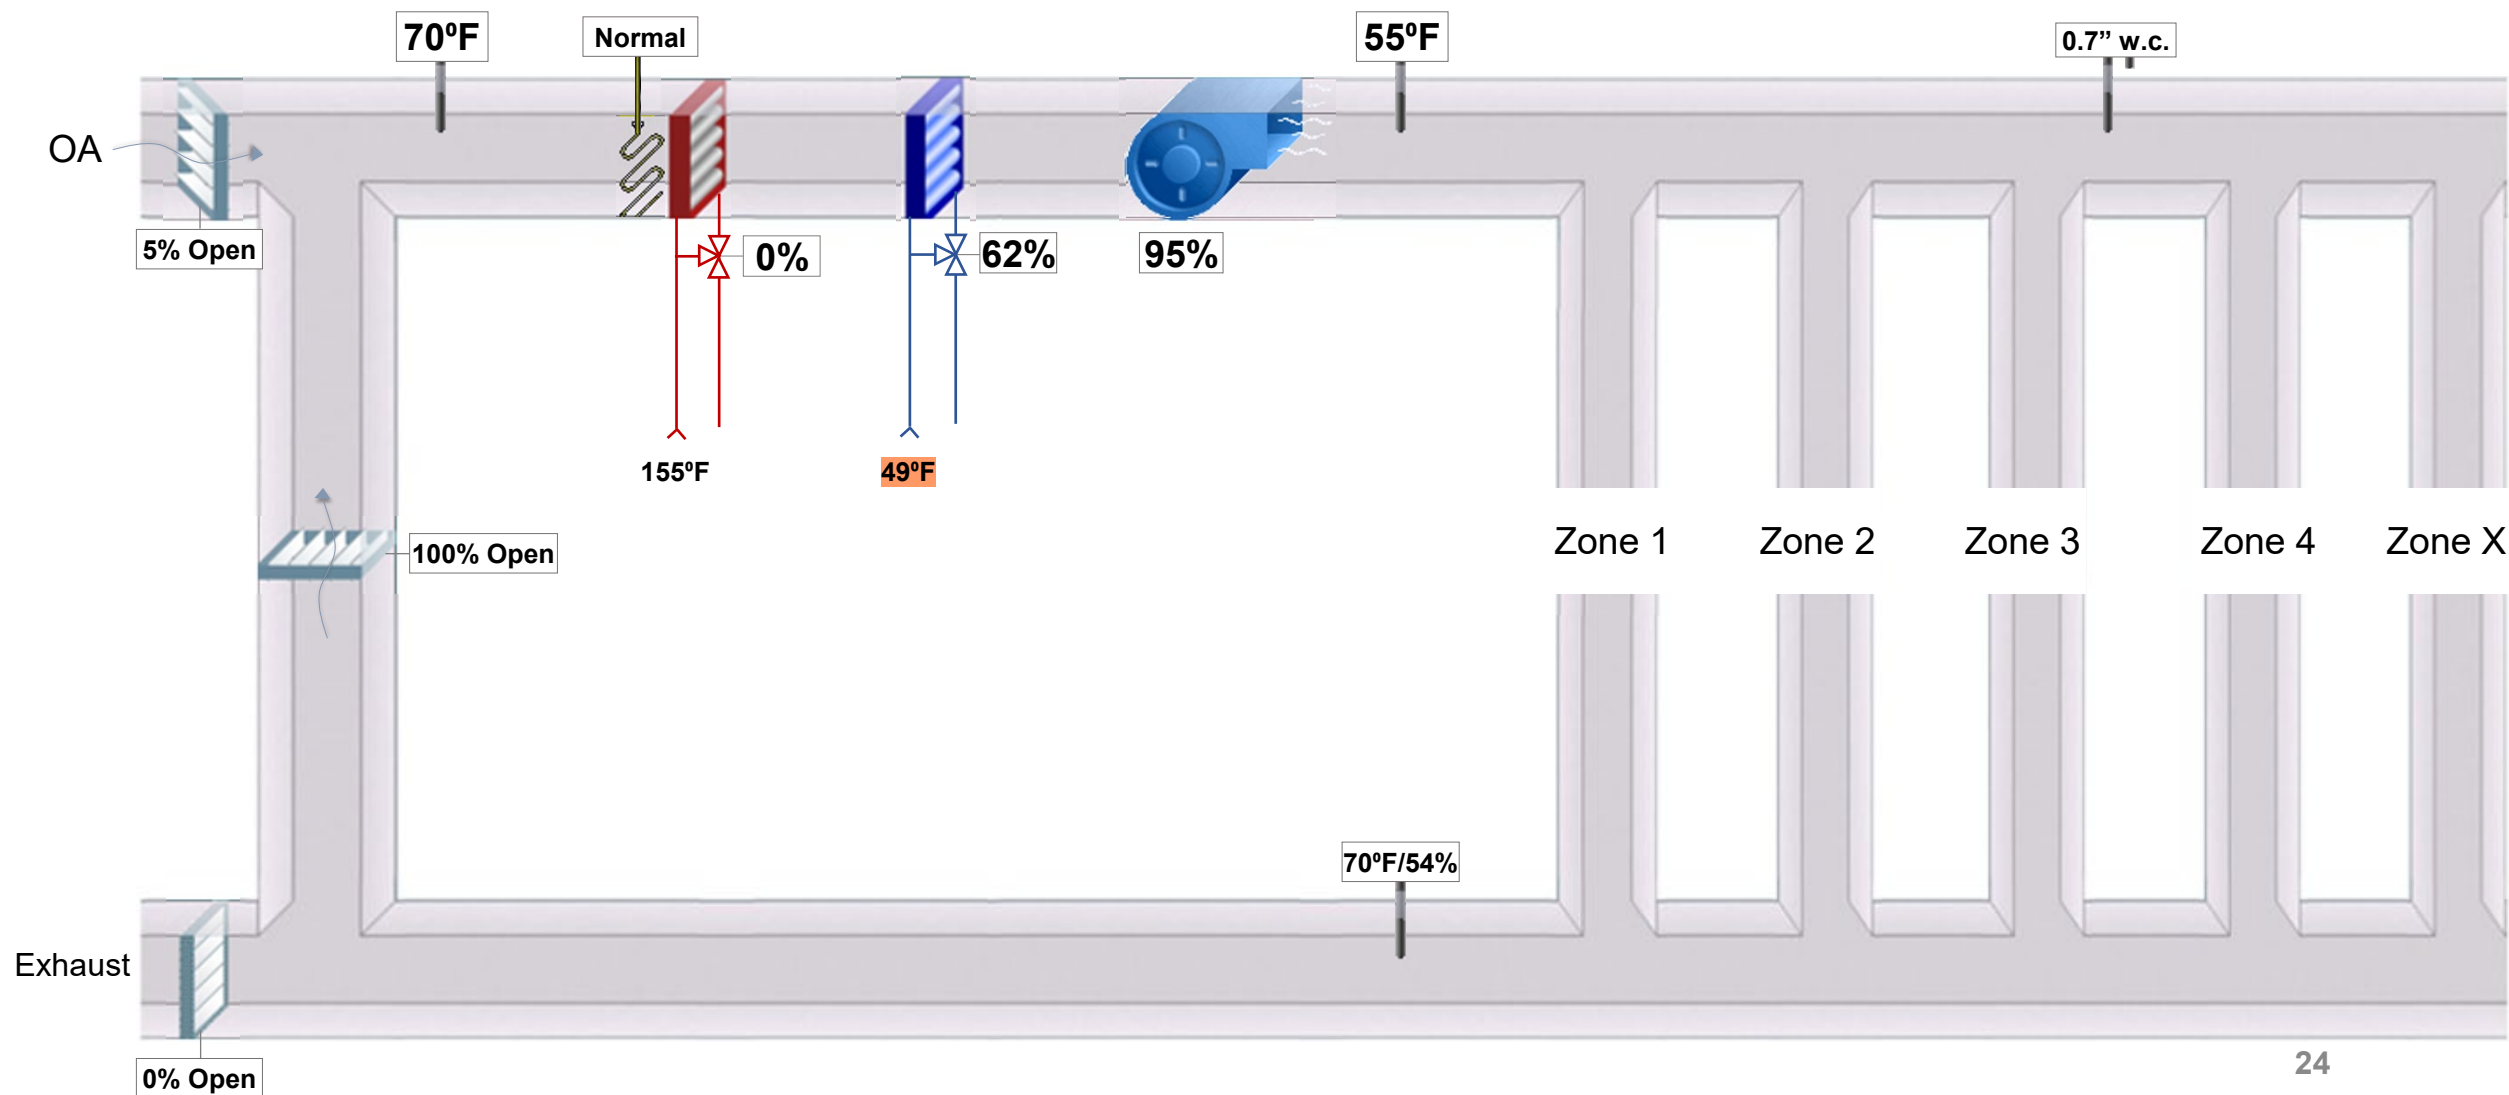 70ºF
Normal
55ºF
0.7” w.c.
OA
5% Open
0%
62%
95%
155ºF
49ºF
100% Open
Zone 1
Zone 2
Zone 3
Zone 4
Zone X
70ºF/54%
Exhaust
0% Open
24